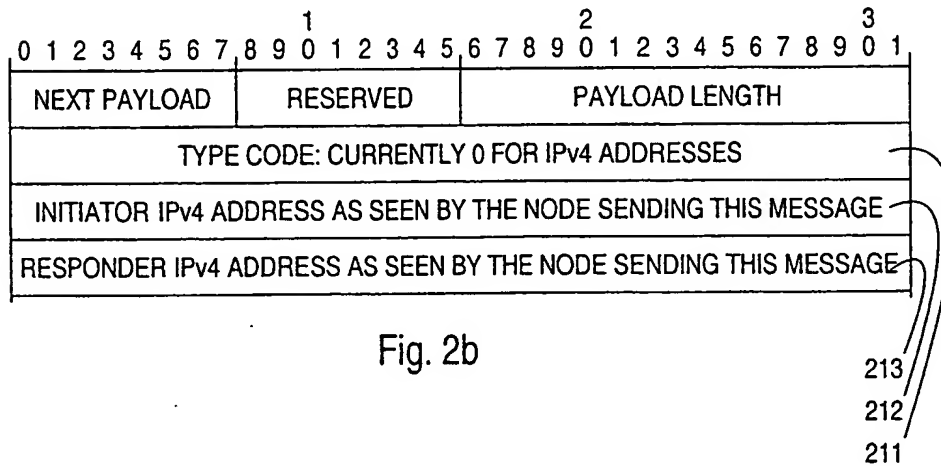 1 2 3
0 1 2 3 4 5 6 7 8 9 0 1 2 3 4 5 6 7 8 9 0 1 2 3 4 5 6 7 8 9 0 1
NEXT PAYLOAD RESERVED PAYLOAD LENGTH
TYPE CODE: CURRENTLY 0 FOR IPv4 ADDRESSES
INITIATOR IPv4 ADDRESS AS SEEN BY THE NODE SENDING THIS MESSAGE
RESPONDER IPv4 ADDRESS AS SEEN BY THE NODE SENDING THIS MESSAGE
Fig. 2b
213
212
211